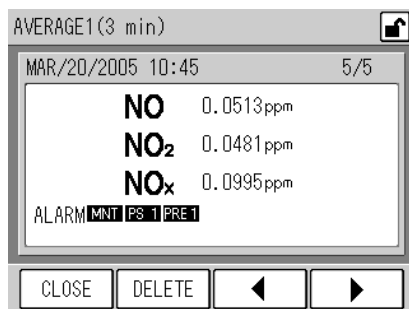 AVERAGE1(3 min)
MAR/20/2005 10:45 5/5
NO 0.0513ppm
NO₂ 0.0481ppm
NOx 0.0995ppm
ALARM MNT PS 1 PRE1
CLOSE DELETE